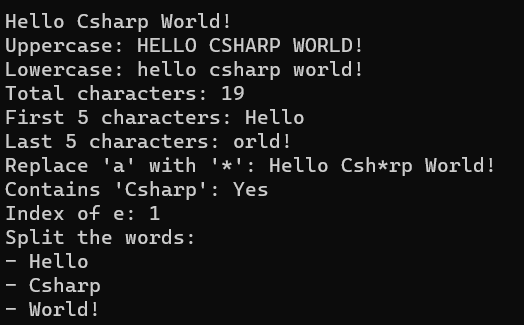 Hello Csharp World!
Uppercase: HELLO CSHARP WORLD!
Lowercase: hello csharp world!
Total characters: 19
First 5 characters: Hello
Last 5 characters: orld!
Replace 'a' with '*': Hello Csh*rp World!
Contains 'Csharp': Yes
Index of e: 1
Split the words:
- Hello
- Csharp
- World!